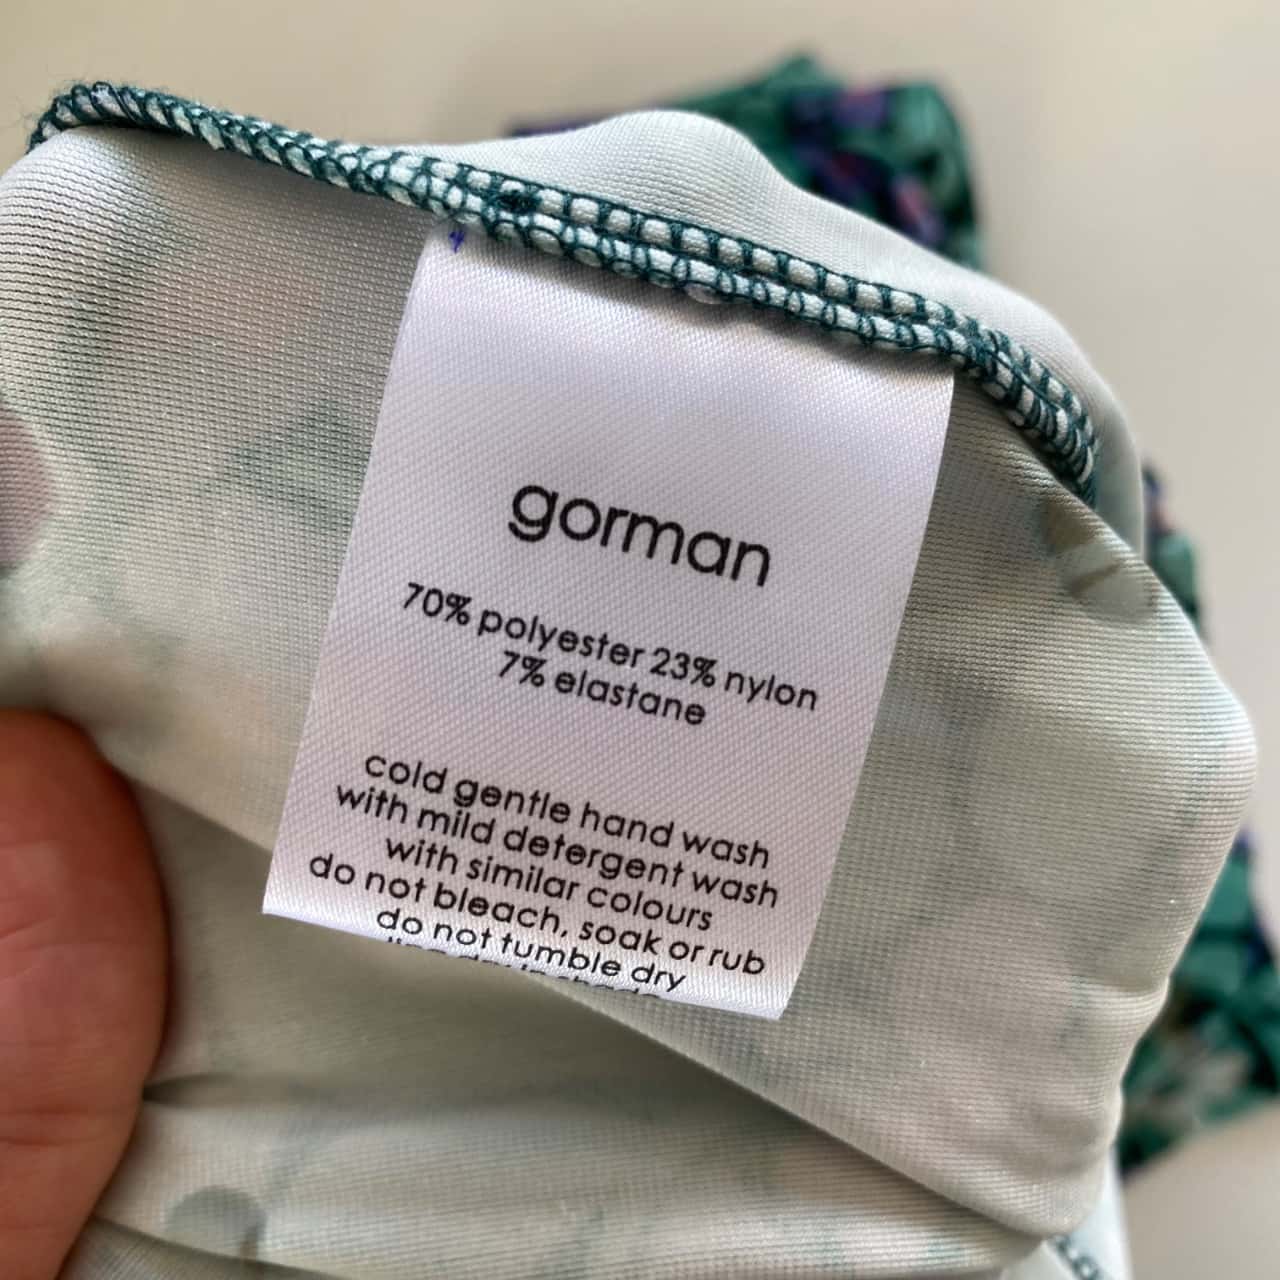 gorman
70% polyester 23% nylon
7% elastane
cold gentle hand wash
with mild detergent wash
with similar colours
do not bleach, soak or rub
do not tumble dry